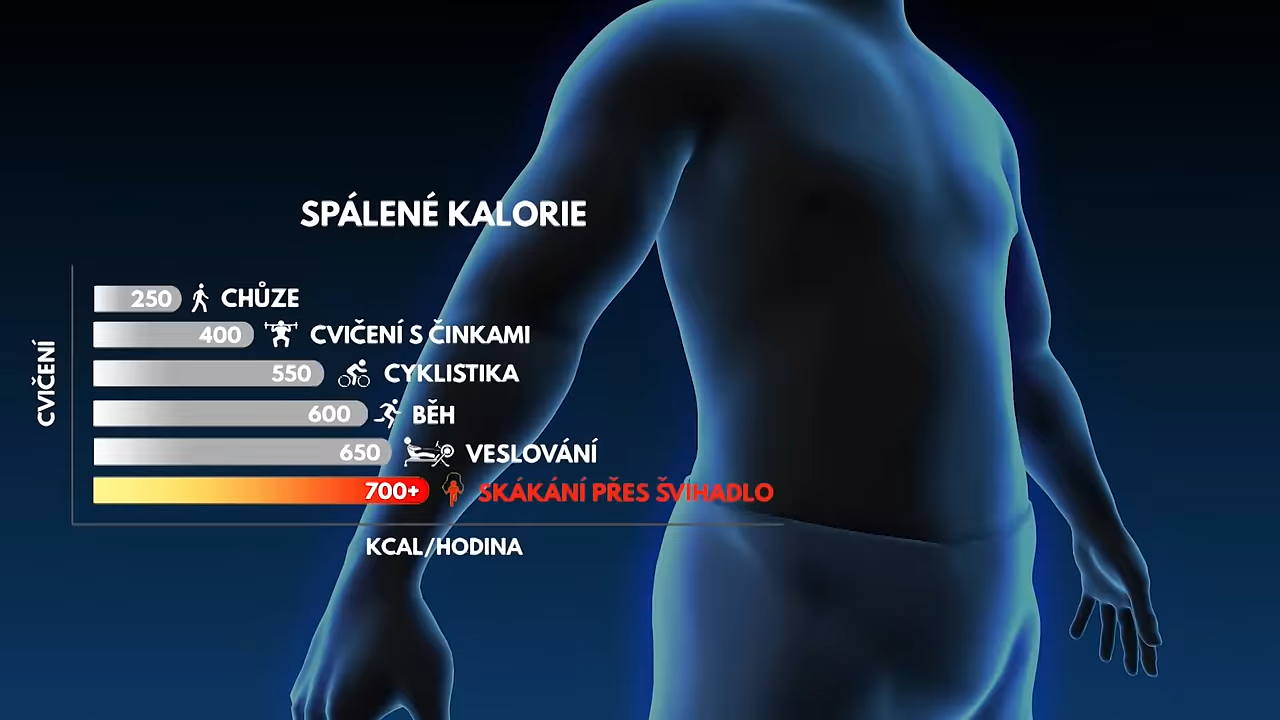 SPÁLENÉ KALORIE
CVIČENÍ
250 CHŮZE
400 CVIČENÍ S ČINKAMI
550 CYKLISTIKA
600 BĚH
650 VESLOVÁNÍ
700+ SKÁKÁNÍ PŘES ŠVIHADLO
KCAL/HODINA